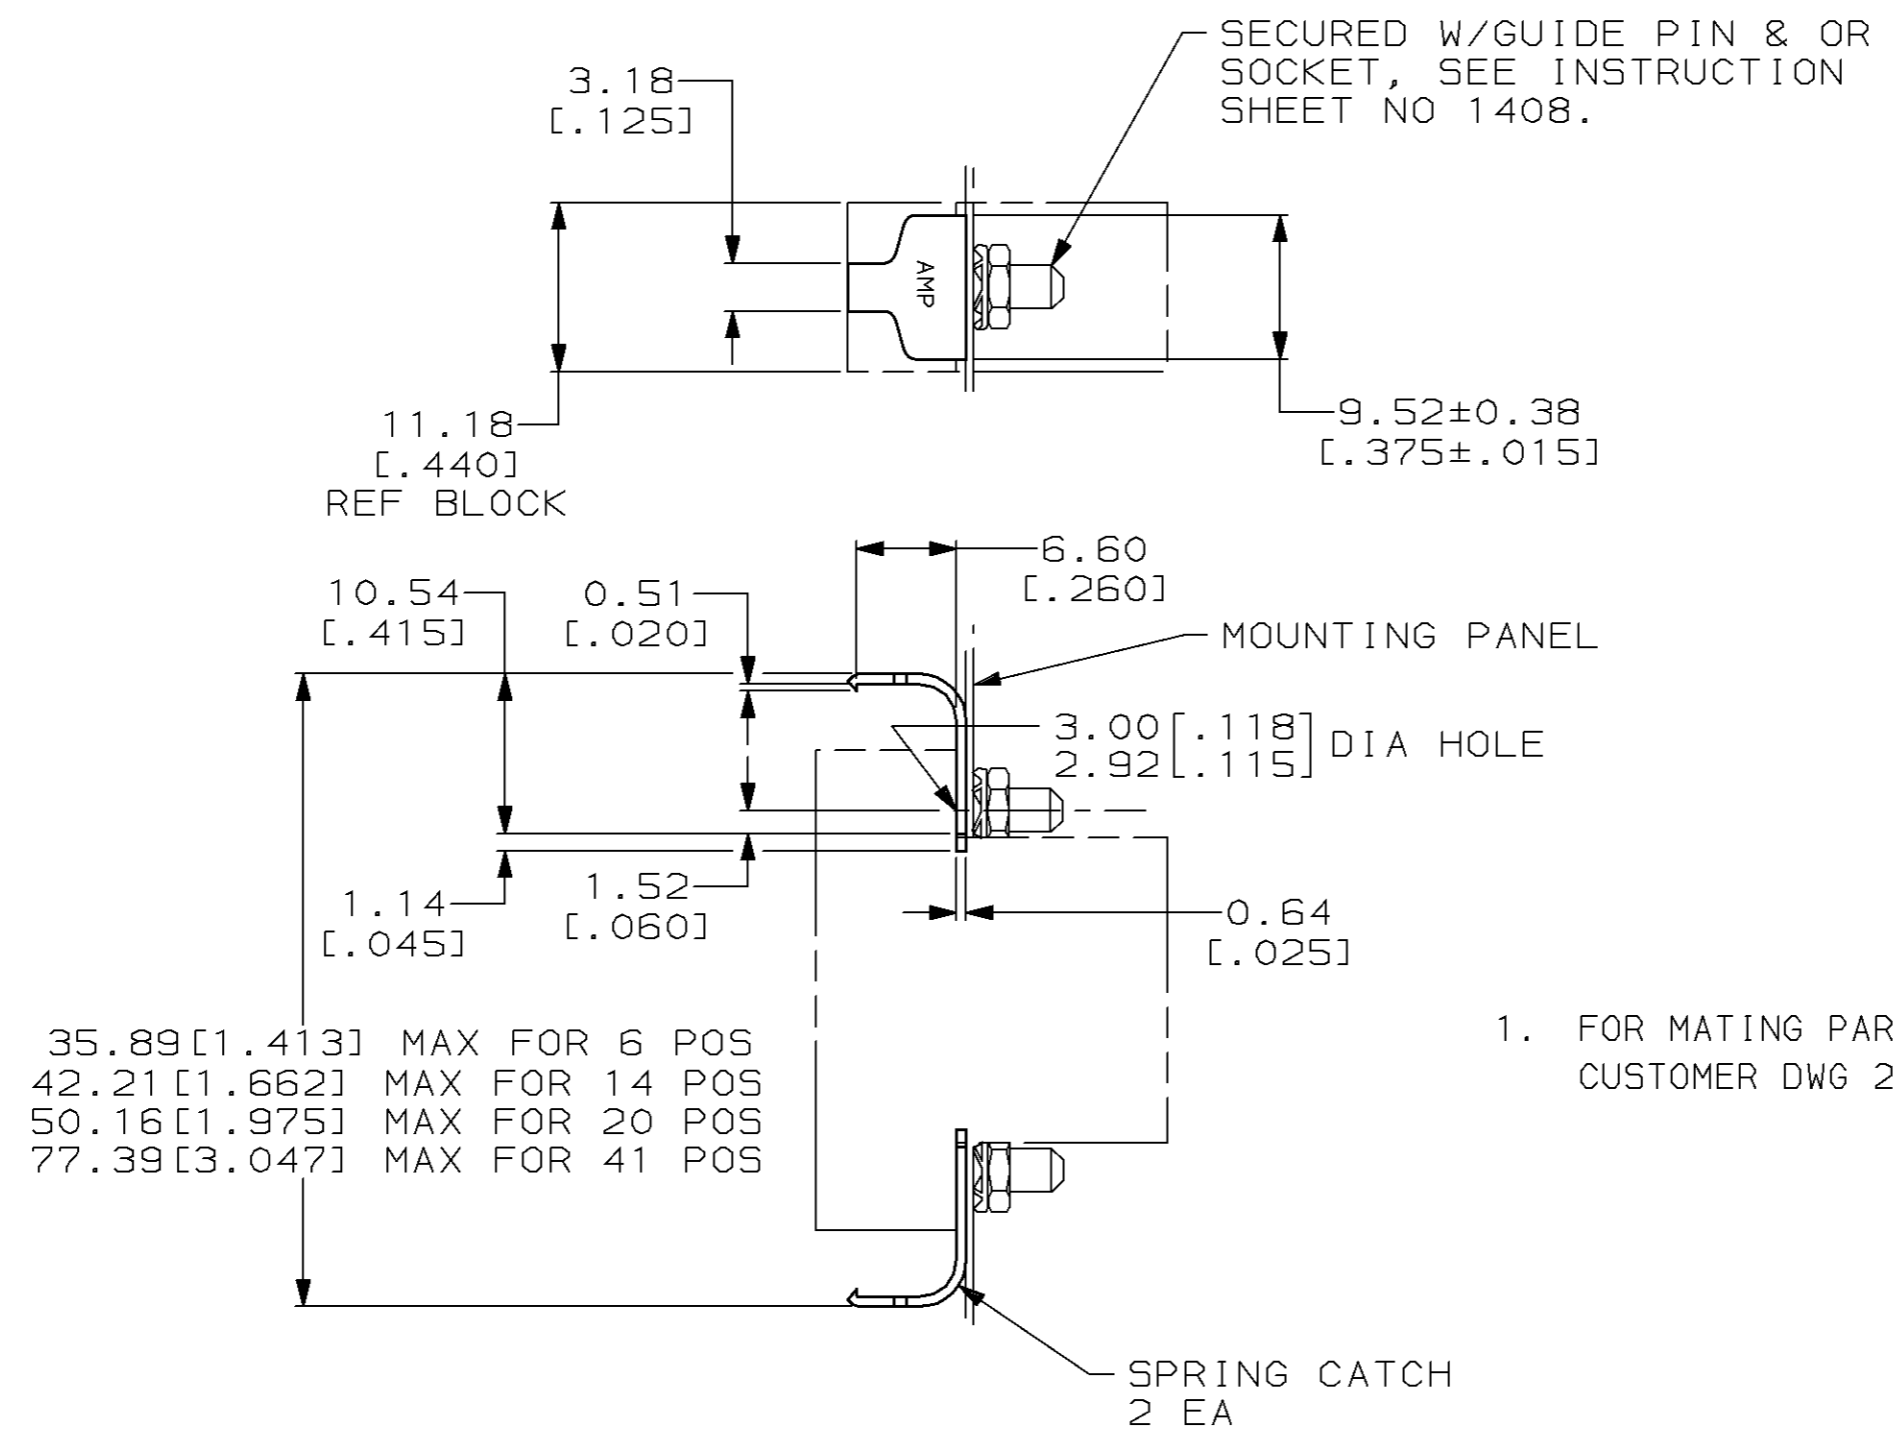 SECURED W/GUIDE PIN & OR
SOCKET, SEE INSTRUCTION
SHEET NO 1408.
3.18
[.125]
AMP
11.18
[.440]
REF BLOCK
9.52±0.38
[.375±.015]
6.60
[.260]
10.54
[.415]
0.51
[.020]
MOUNTING PANEL
3.00[.118]
2.92[.115]
DIA HOLE
1.14
[.045]
1.52
[.060]
0.64
[.025]
35.89[1.413] MAX FOR 6 POS
42.21[1.662] MAX FOR 14 POS
50.16[1.975] MAX FOR 20 POS
77.39[3.047] MAX FOR 41 POS
1. FOR MATING PAR
CUSTOMER DWG 2
SPRING CATCH
2 EA